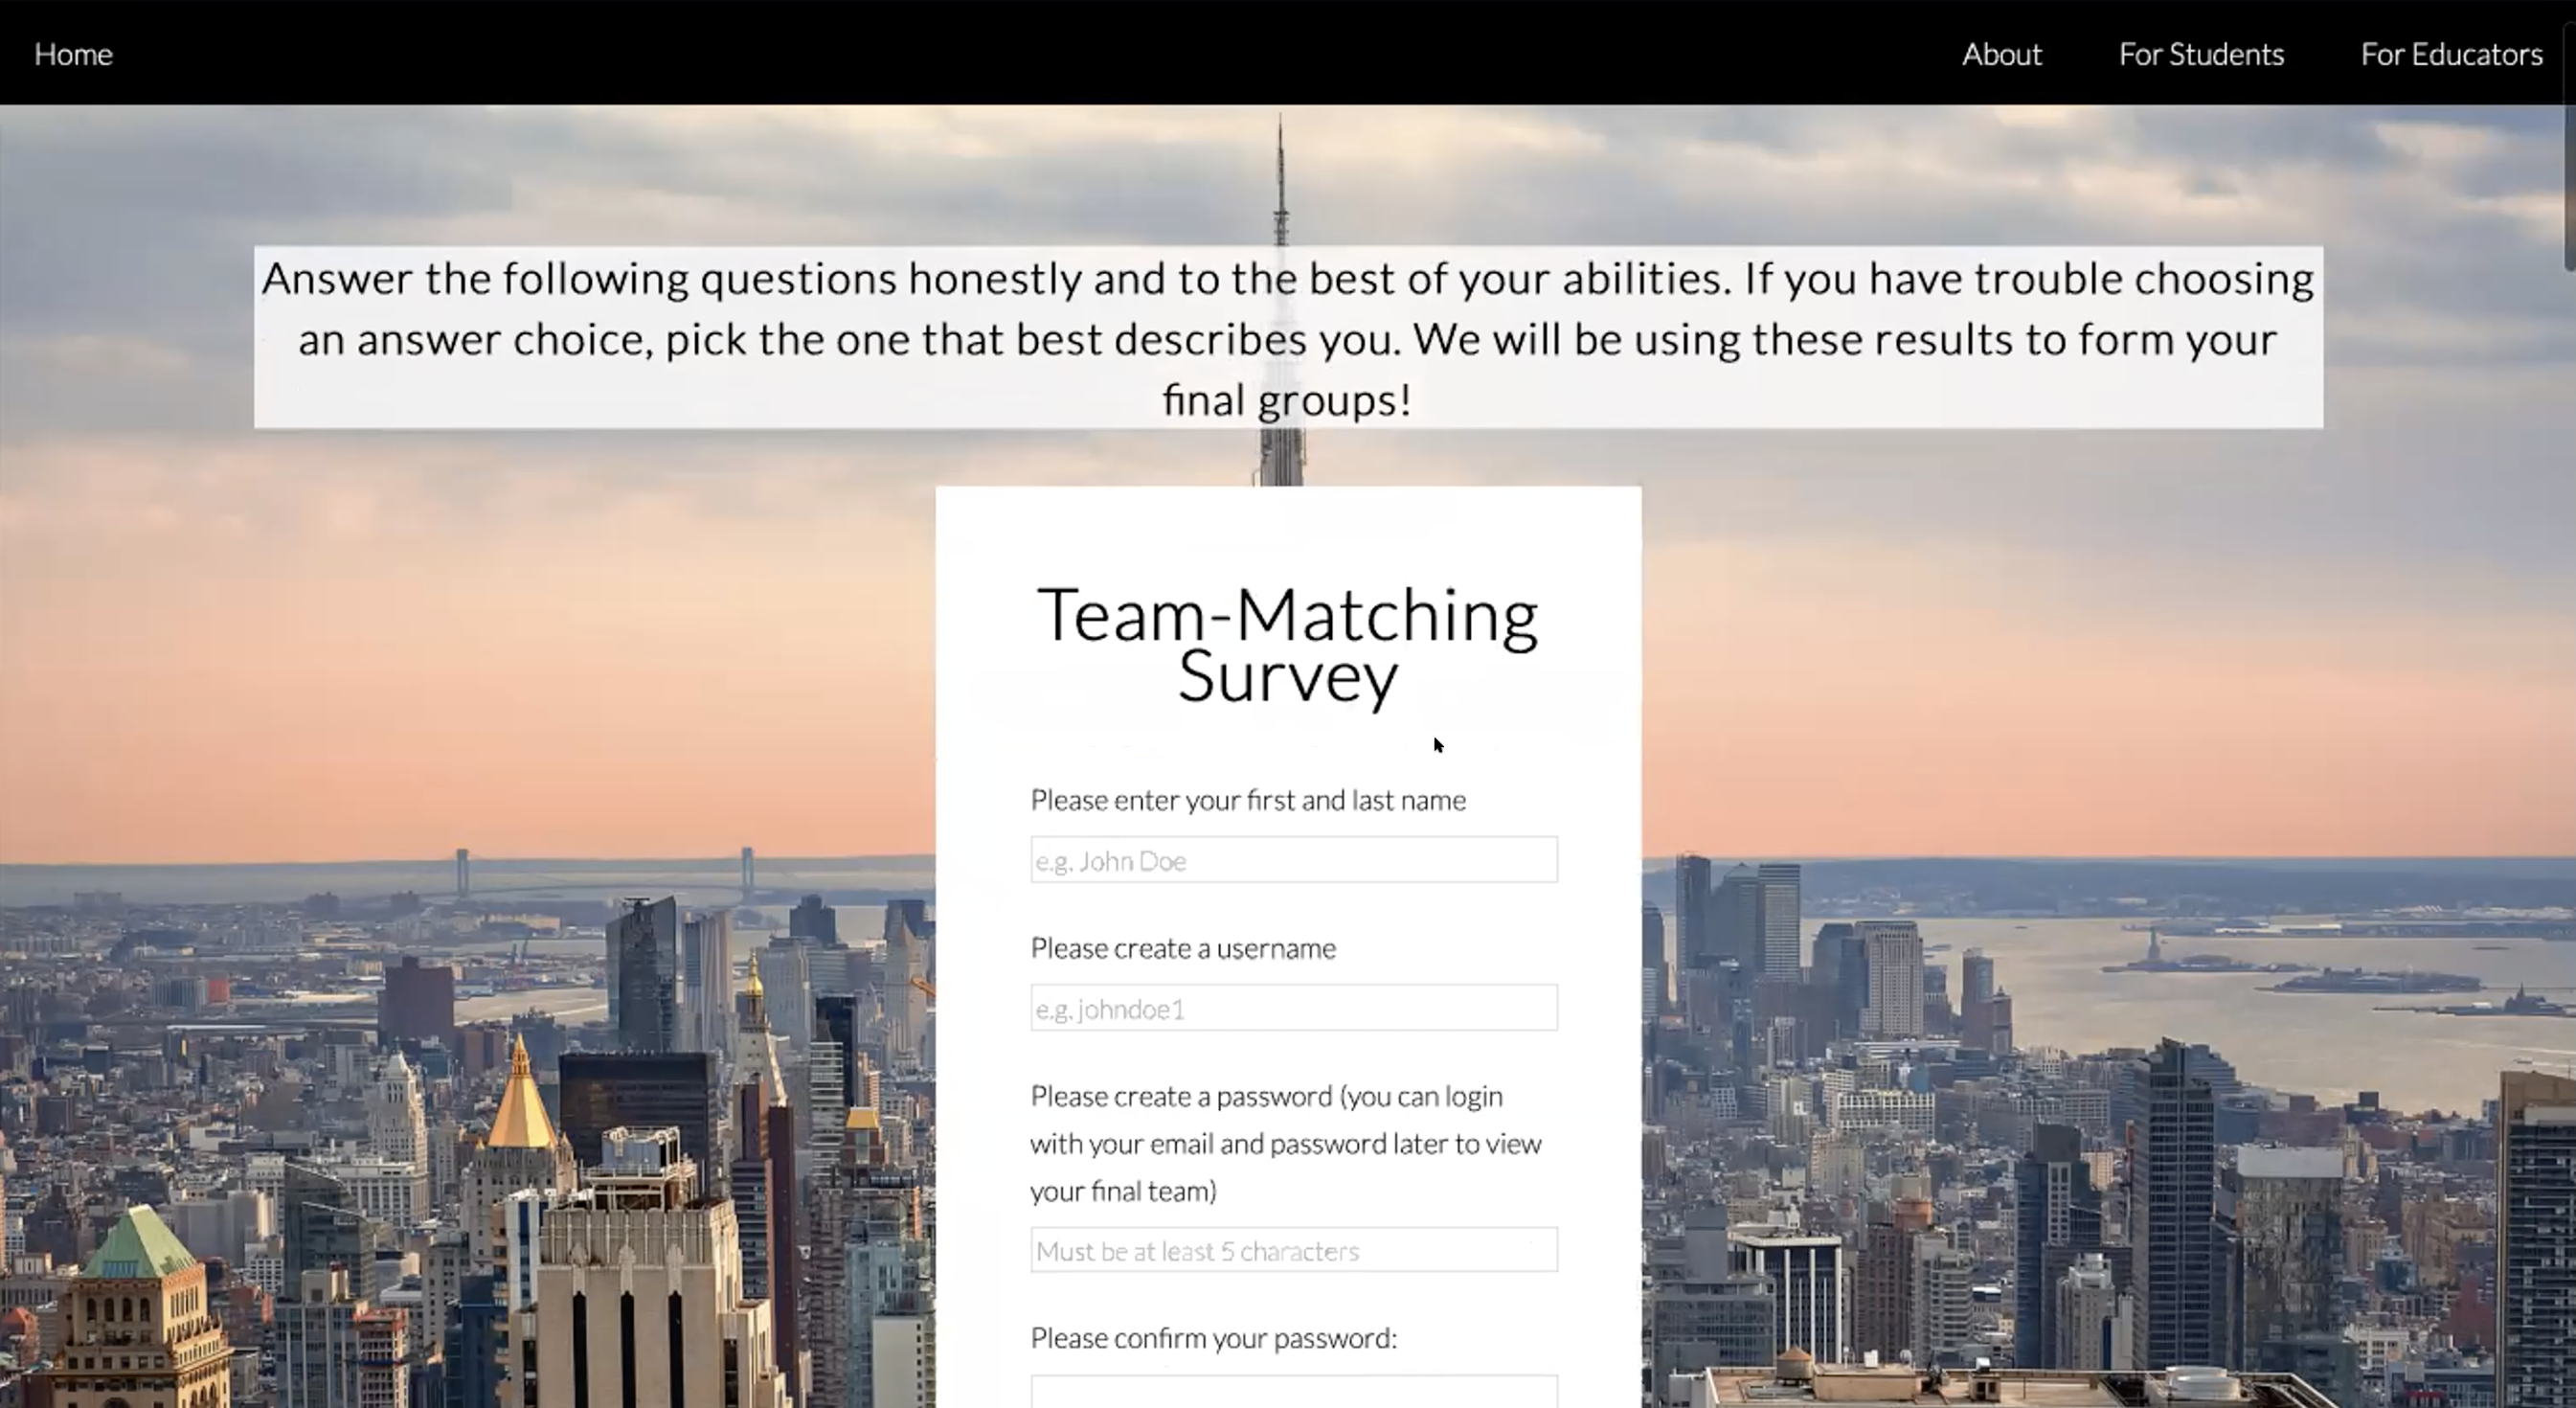 Home
About
For Students
For Educators
Answer the following questions honestly and to the best of your abilities. If you have trouble choosing
an answer choice, pick the one that best describes you. We will be using these results to form your
final groups!
Team-Matching
Survey
Please enter your first and last name
e.g. John Doe
Please create a username
e.g. johndoe1
Please create a password (you can login
with your email and password later to view
your final team)
Must be at least 5 characters
Please confirm your password: